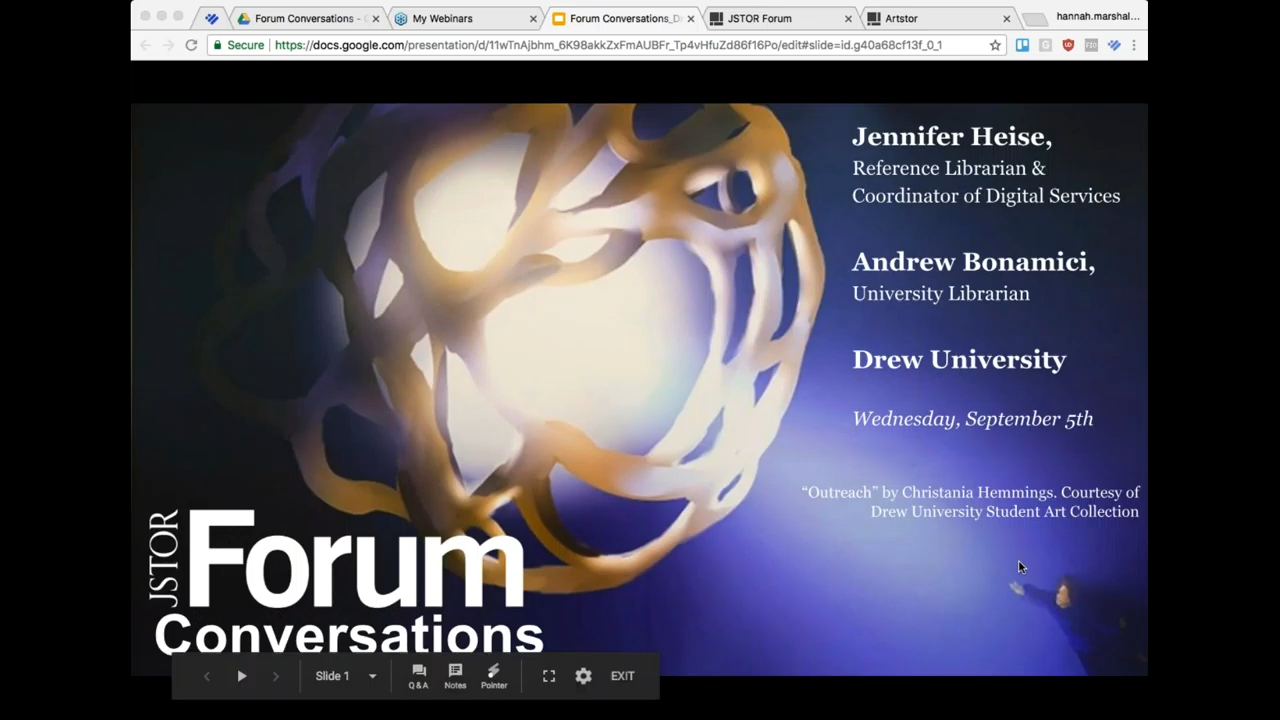 Forum Conversations -
My Webinars
Forum Conversations_D
JSTOR Forum
Artstor
hannah.marshal...
Secure
https://docs.google.com/presentation/d/11wTnAjbhm_6K98akkZxFmAUBFr_Tp4vHfuZd86f16Po/edit#slide=id.g40a68cf13f_0_1
Jennifer Heise,
Reference Librarian &
Coordinator of Digital Services
Andrew Bonamici,
University Librarian
Drew University
Wednesday, September 5th
“Outreach” by Christania Hemmings. Courtesy of
Drew University Student Art Collection
JSTOR
Forum
Conversations
Slide 1
Q & A
Notes
Pointer
EXIT